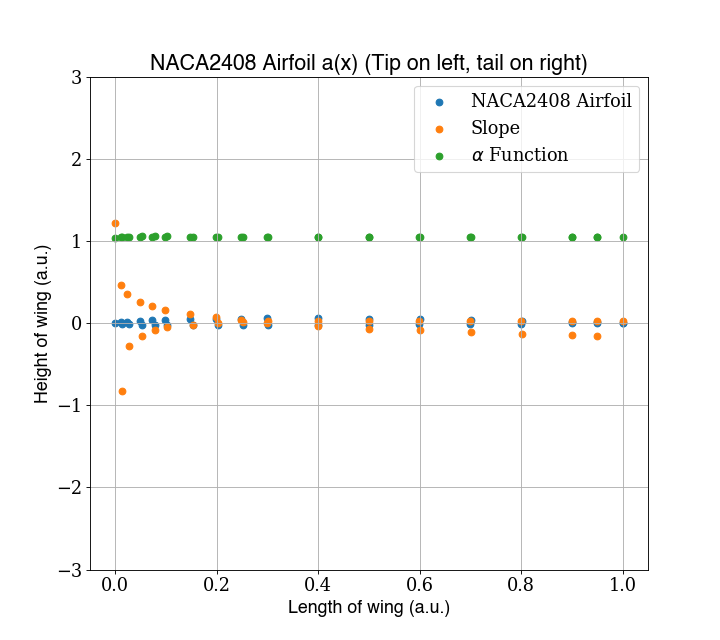 NACA2408 Airfoil a(x) (Tip on left, tail on right)
NACA2408 Airfoil
Slope
α Function
3
2
1
0
−1
−2
−3
Height of wing (a.u.)
0.0 0.2 0.4 0.6 0.8 1.0
Length of wing (a.u.)